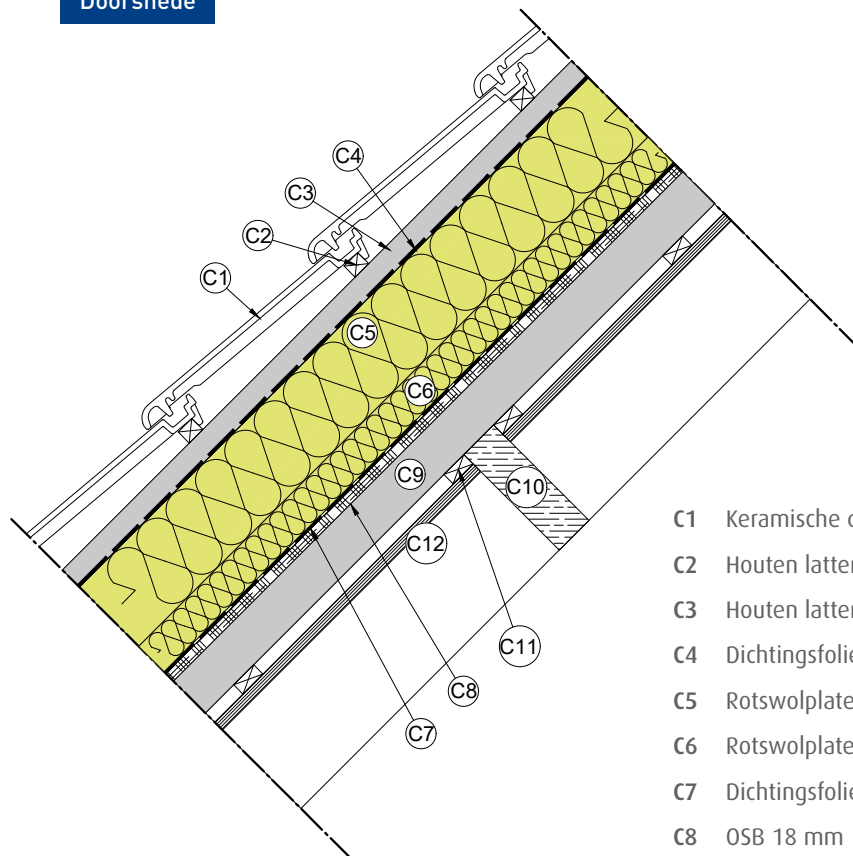 Doorsnede
C4
C3
C2
C1
C5
C6
C9
C10
C12
C11
C8
C7
C1 Keramische
C2 Houten latten
C3 Houten latten
C4 Dichtingsfolie
C5 Rotswolplate
C6 Rotswolplate
C7 Dichtingsfolie
C8 OSB 18 mm